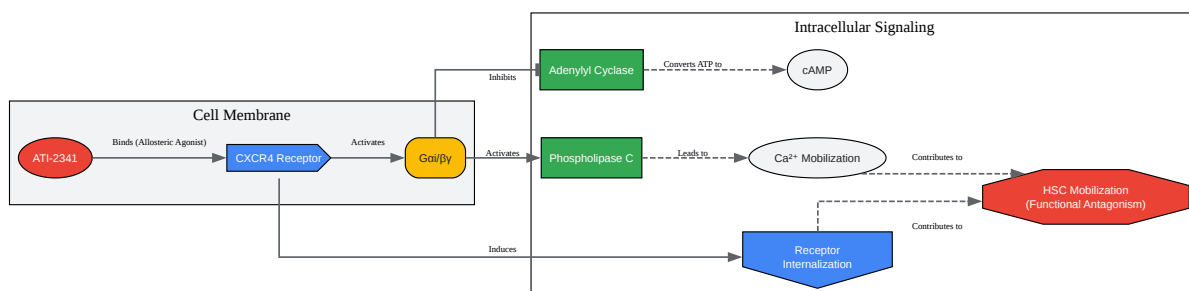 Intracellular Signaling
Adenylyl Cyclase
Converts ATP to
cAMP
Inhibits
Cell Membrane
ATI-2341
Binds (Allosteric Agonist)
CXCR4 Receptor
Activates
Gαi/βγ
Activates
Phospholipase C
Leads to
Ca²⁺ Mobilization
Contributes to
HSC Mobilization
(Functional Antagonism)
Contributes to
Induces
Receptor
Internalization